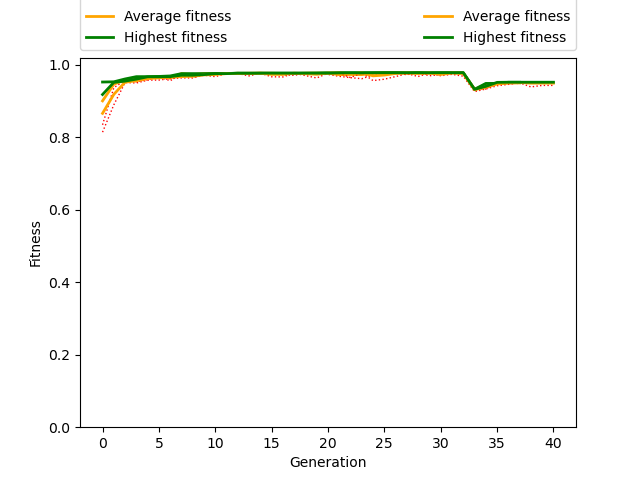 Average fitness Average fitness
Highest fitness Highest fitness
1.0
0.8
0.6
0.4
0.2
0.0
Fitness
0 5 10 15 20 25 30 35 40
Generation